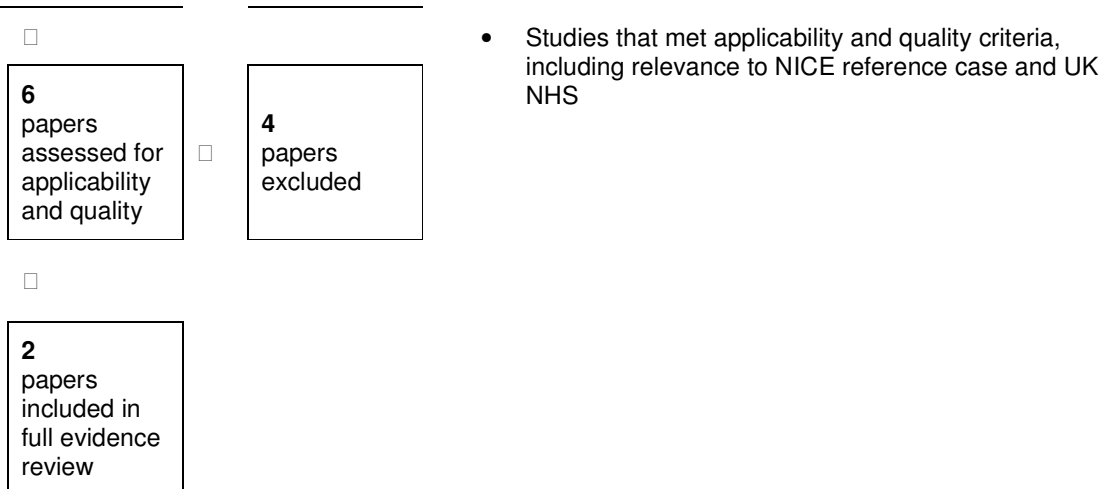 6
papers
assessed for
applicability
and quality
4
papers
excluded
2
papers
included in
full evidence
review
• Studies that met applicability and quality criteria,
including relevance to NICE reference case and UK
NHS